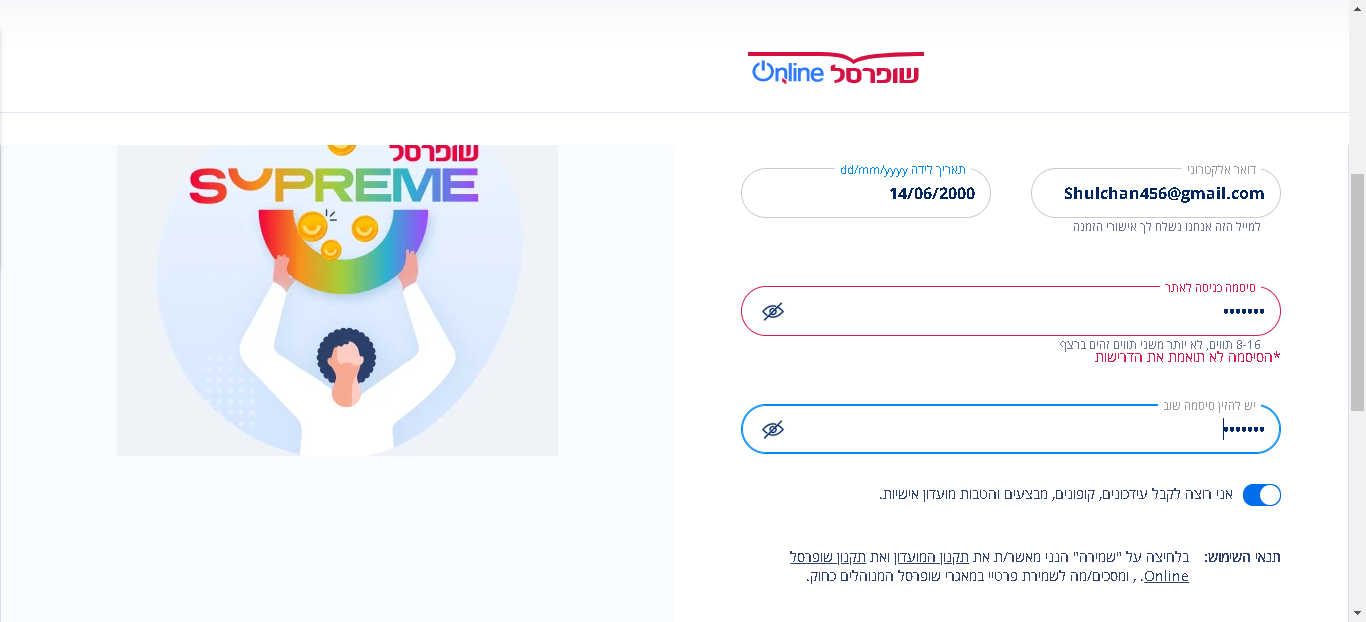 שופרסל Online
שופרסל
SUPREME
דואר אלקטרוני
Shulchan456@gmail.com
למייל הזה אנחנו נשלח לך אישורי הזמנה
תאריך לידה dd/mm/yyyy
14/06/2000
סיסמה כניסה לאתר
•••••••
8-16 תווים, לא יותר משני תווים זהים ברצף
*הסיסמה לא תואמת את הדרישות
יש להזין סיסמה שוב
•••••••
אני רוצה לקבל עידכונים, קופונים, מבצעים והטבות מועדון אישיות.
תנאי השימוש: בלחיצה על "שמירה" הנני מאשר/ת את תקנון המועדון ואת תקנון שופרסל
Online. , ומסכים/מה לשמירת פרטיי במאגרי שופרסל המנוהלים כחוק.